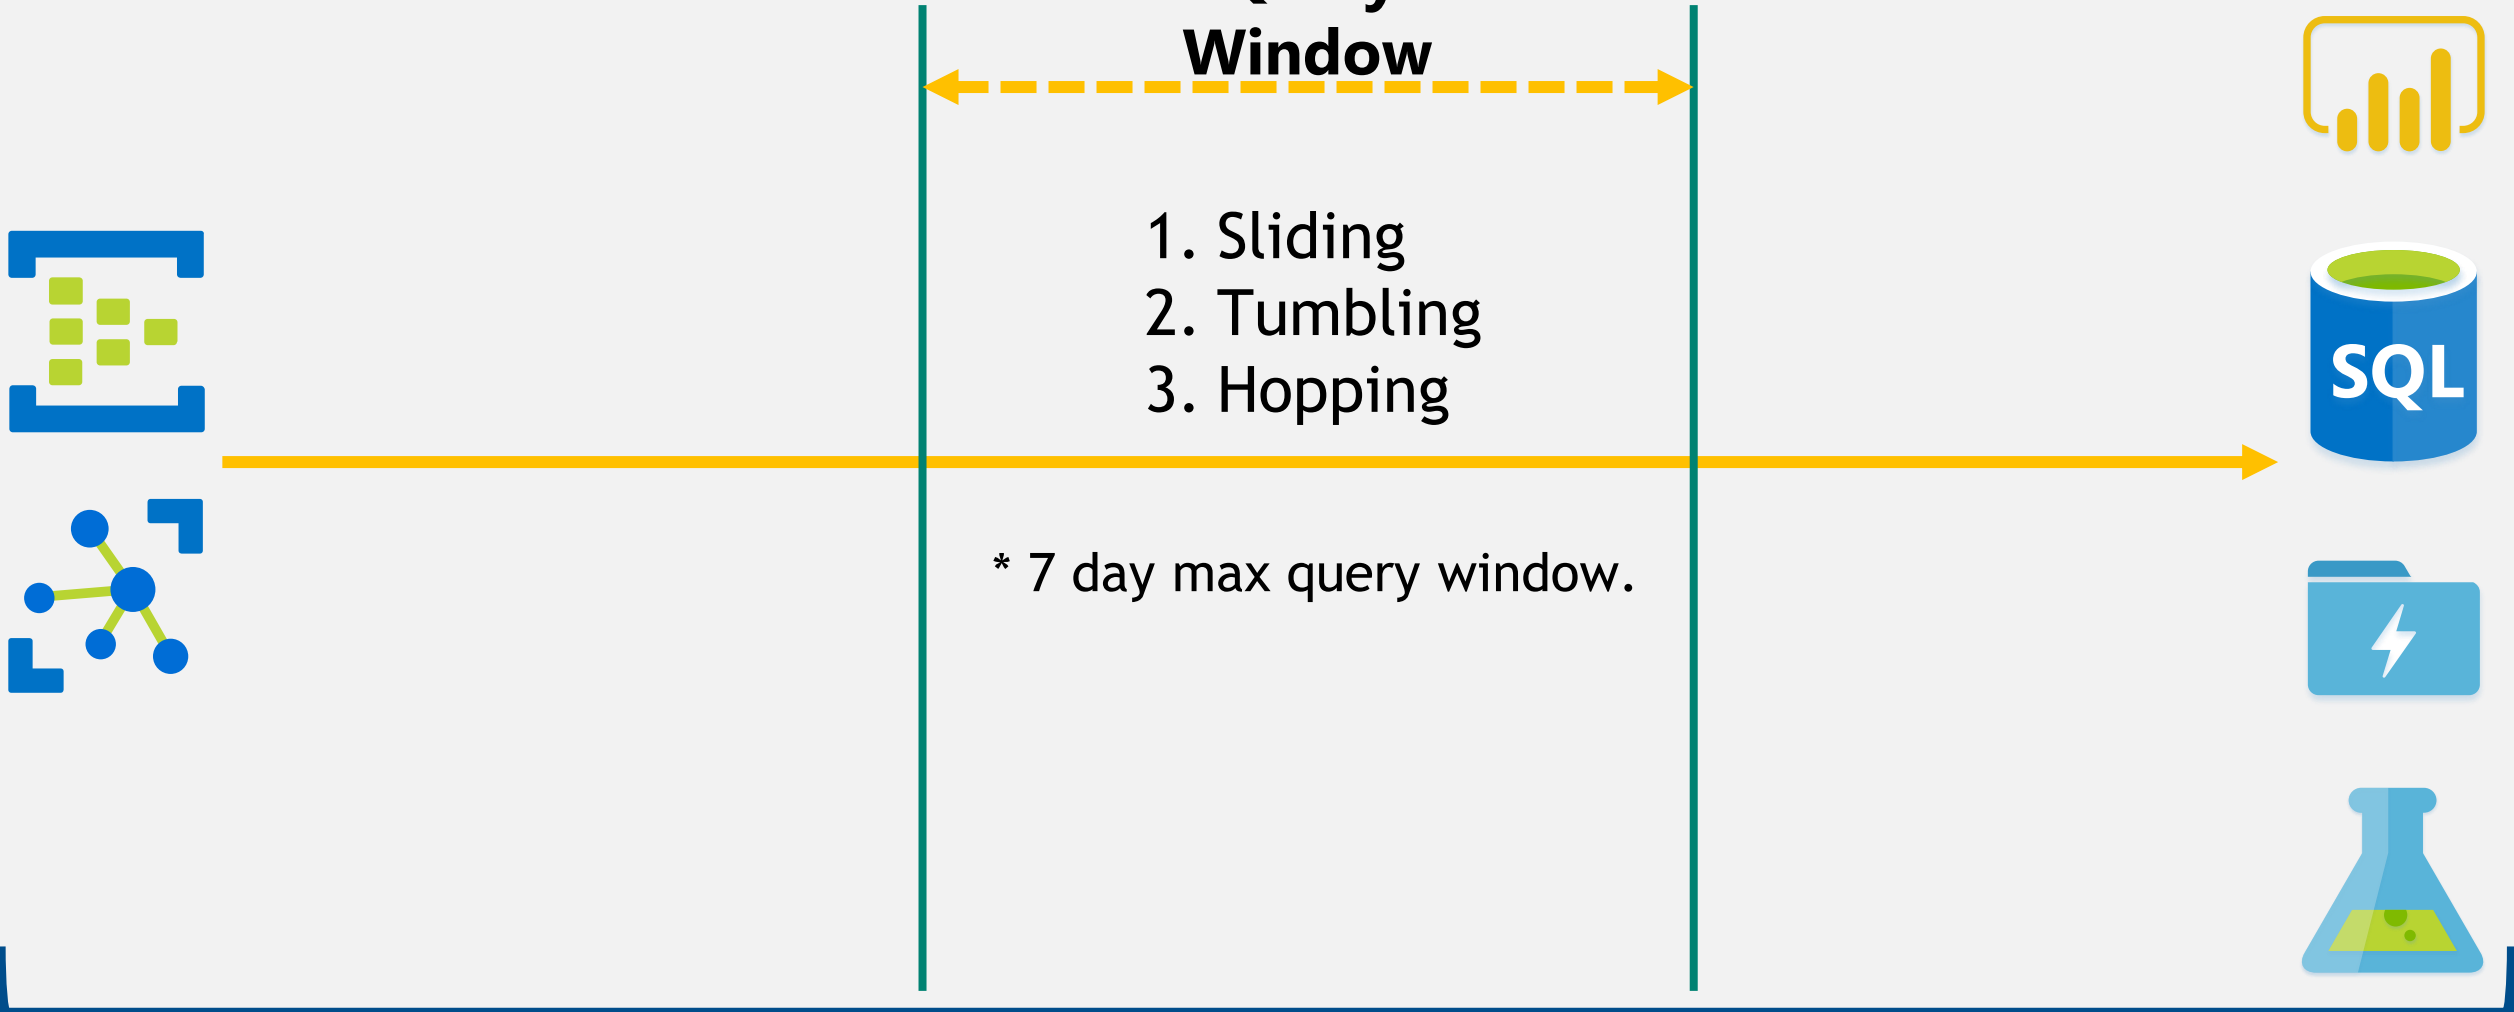 Window
1. Sliding
2. Tumbling
3. Hopping
SQL
* 7 day max query window.